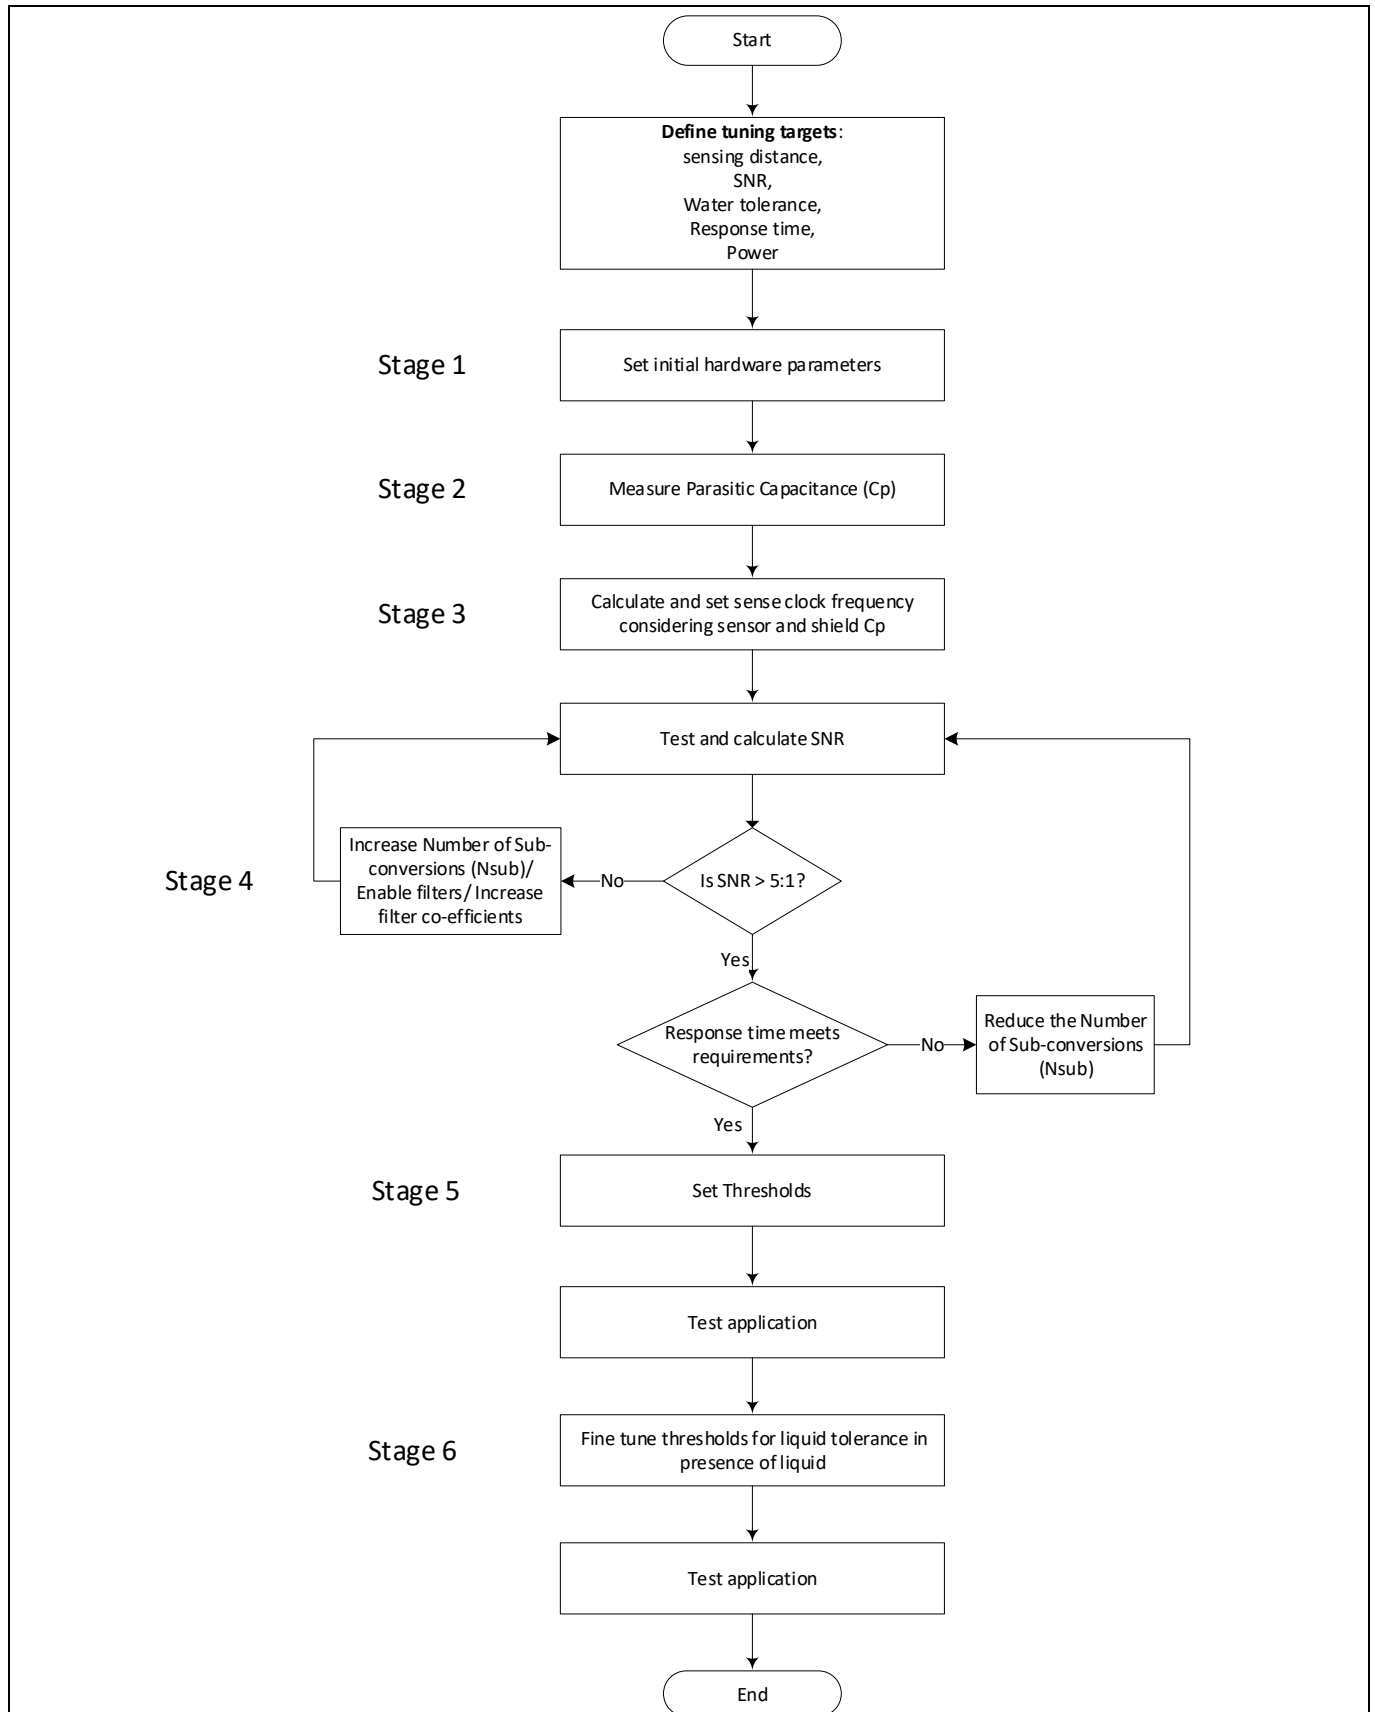 Start
Define tuning targets:
sensing distance,
SNR,
Water tolerance,
Response time,
Power
Stage 1
Set initial hardware parameters
Stage 2
Measure Parasitic Capacitance (Cp)
Stage 3
Calculate and set sense clock frequency
considering sensor and shield Cp
Test and calculate SNR
Stage 4
Increase Number of Sub-
conversions (Nsub)/
Enable filters/ Increase
filter co-efficients
No
Is SNR > 5:1?
Yes
Response time meets
requirements?
No
Reduce the Number
of Sub-conversions
(Nsub)
Yes
Stage 5
Set Thresholds
Test application
Stage 6
Fine tune thresholds for liquid tolerance in
presence of liquid
Test application
End